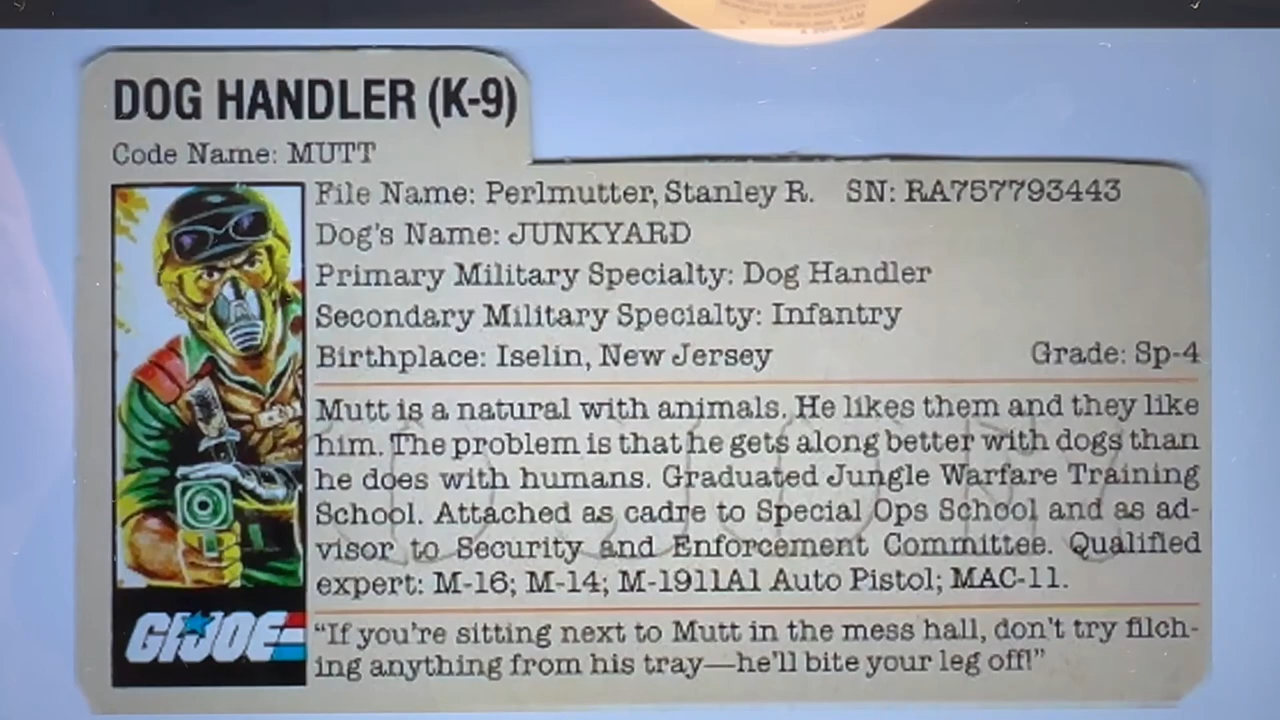 DOG HANDLER (K-9)
Code Name: MUTT
File Name: Perlmutter, Stanley R. SN: RA757793443
Dog's Name: JUNKYARD
Primary Military Specialty: Dog Handler
Secondary Military Specialty: Infantry
Birthplace: Iselin, New Jersey Grade: Sp-4
Mutt is a natural with animals. He likes them and they like
him. The problem is that he gets along better with dogs than
he does with humans. Graduated Jungle Warfare Training
School. Attached as cadre to Special Ops School and as ad-
visor to Security and Enforcement Committee. Qualified
expert: M-16; M-14; M-1911A1 Auto Pistol; MAC-11.
GI JOE
"If you're sitting next to Mutt in the mess hall, don't try filch-
ing anything from his tray—he'll bite your leg off!"